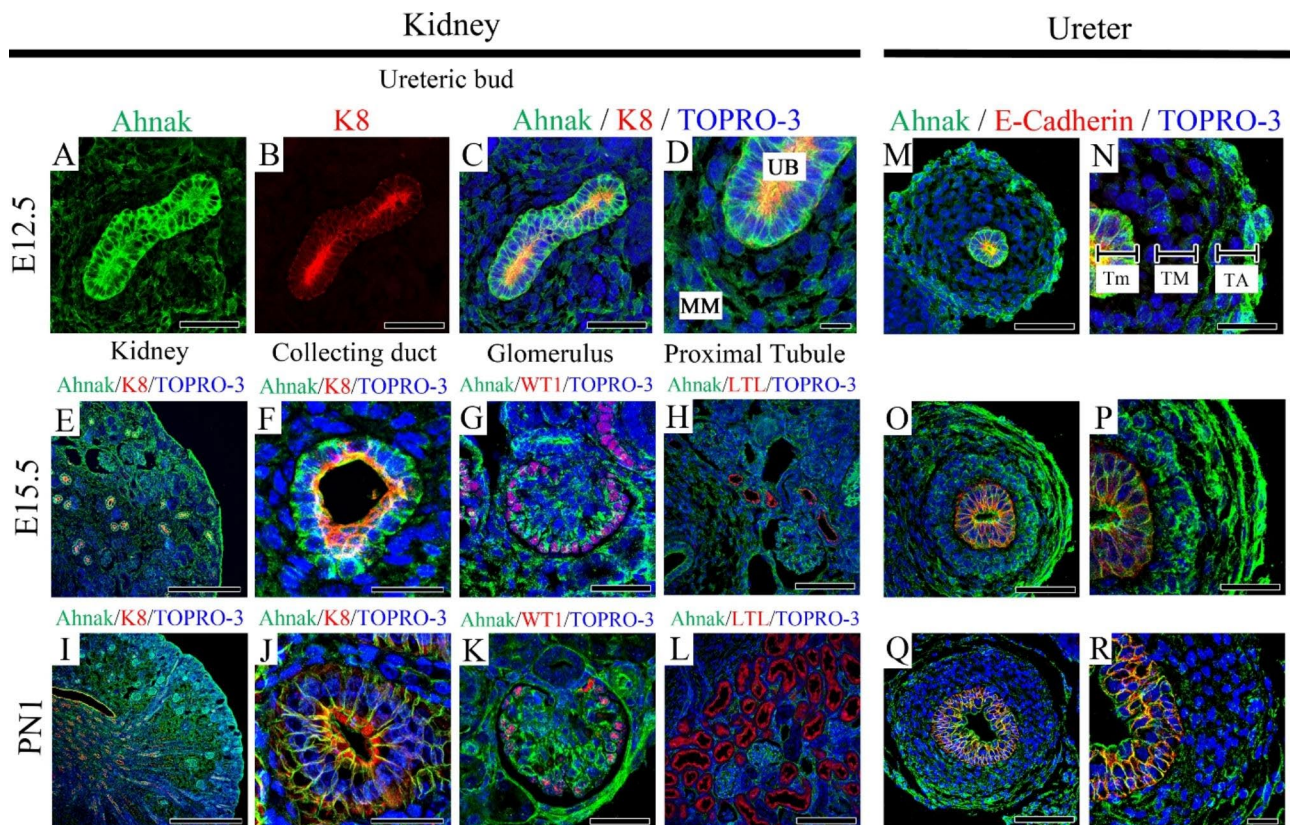 Kidney
Ureter
Ureteric bud
Ahnak
K8
Ahnak / K8 / TOPRO-3
Ahnak / E-Cadherin / TOPRO-3
E12.5
A
B
C
D
UB
MM
M
N
Tm
TM
TA
Kidney
Collecting duct
Glomerulus
Proximal Tubule
Ahnak/K8/TOPRO-3
Ahnak/K8/TOPRO-3
Ahnak/WT1/TOPRO-3
Ahnak/LTL/TOPRO-3
E15.5
E
F
G
H
O
P
Ahnak/K8/TOPRO-3
Ahnak/K8/TOPRO-3
Ahnak/WT1/TOPRO-3
Ahnak/LTL/TOPRO-3
PN1
I
J
K
L
Q
R